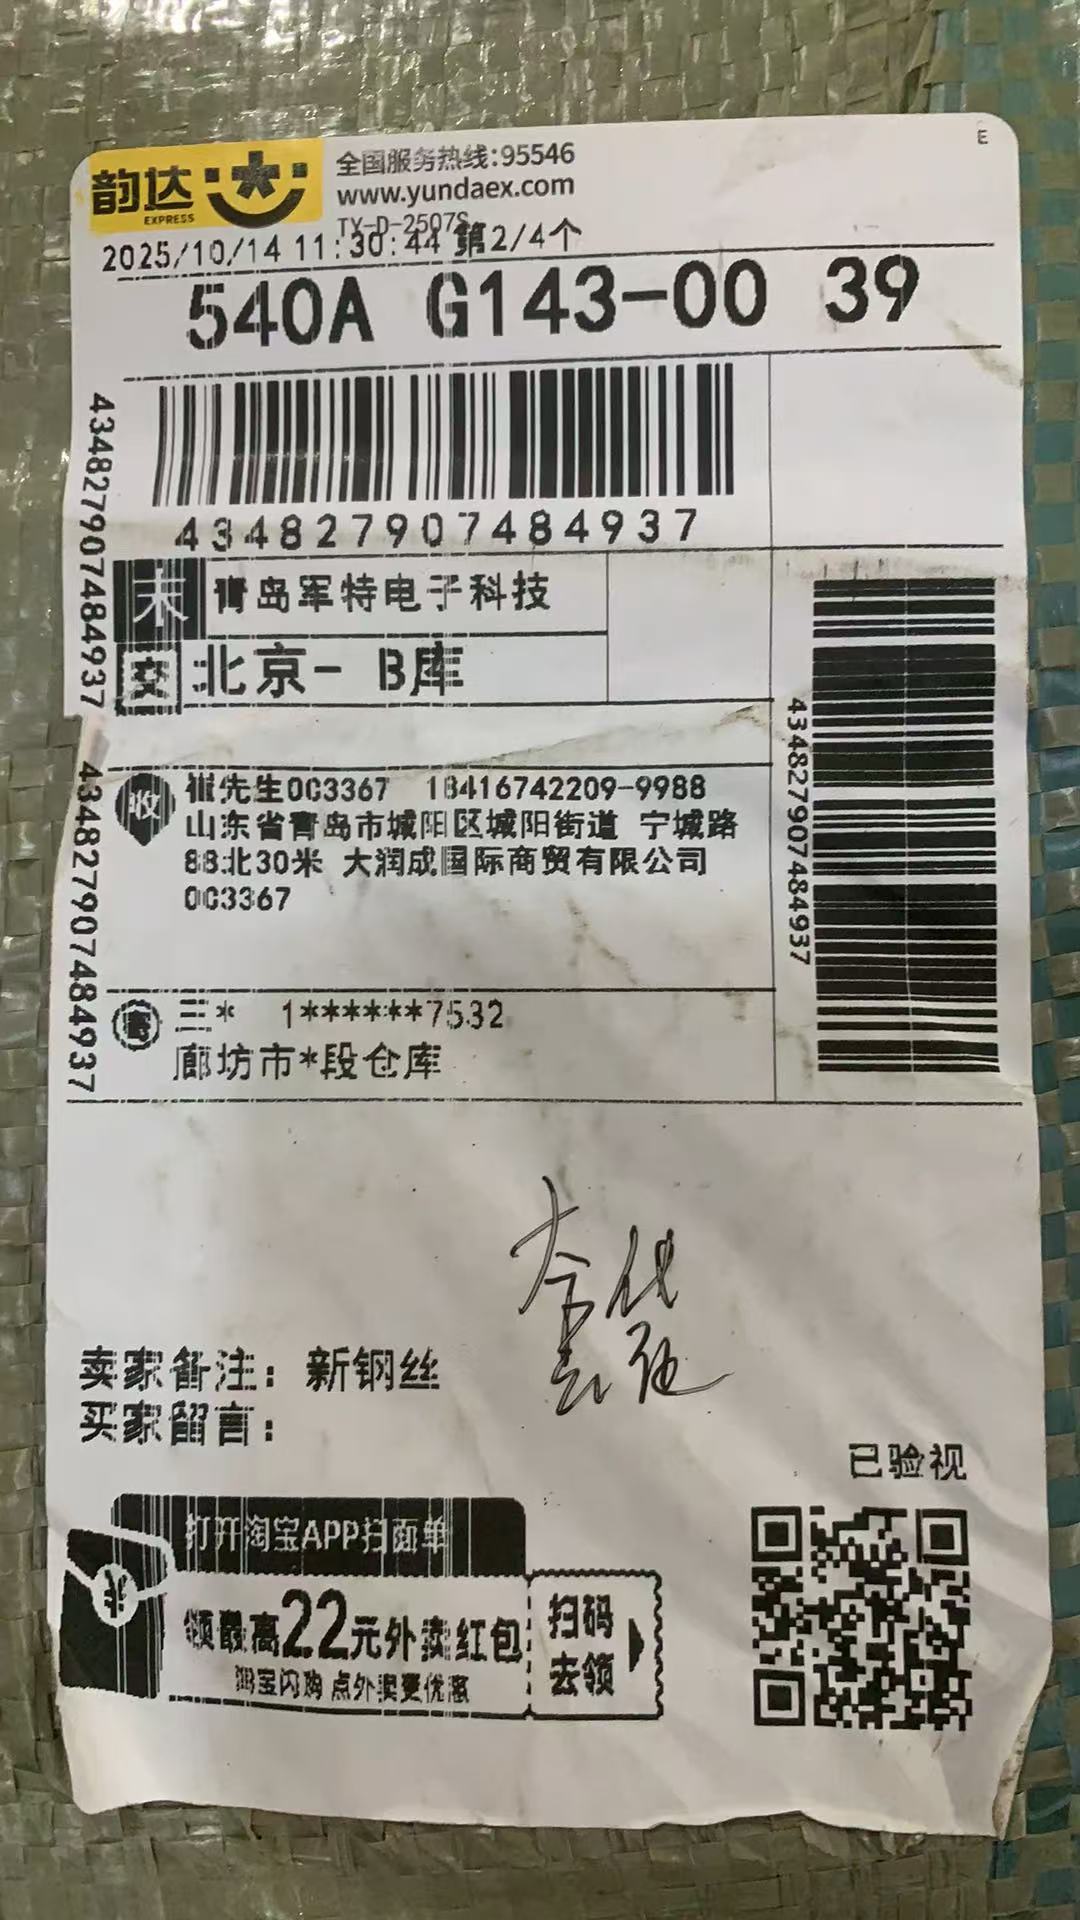 E
韵达
EXPRESS
全国服务热线:95546
www.yundaex.com
TY-D-2507S
2025/10/14 11:30:44 第2/4个
540A G143-00 39
434827907484937
434827907484937
末 青岛军特电子科技
交 北京- B库
434827907484937
收 崔先生0C3367 18416742209-9988
山东省青岛市城阳区城阳街道 宁城路
88北30米 大润成国际商贸有限公司
0C3367
434827907484937
寄 三* 1******7532
廊坊市*段仓库
卖家备注: 新钢丝
买家留言:
已验视
打开淘宝APP扫面单
领最高22元外卖红包
淘宝闪购 点外卖更优惠
扫码
去领